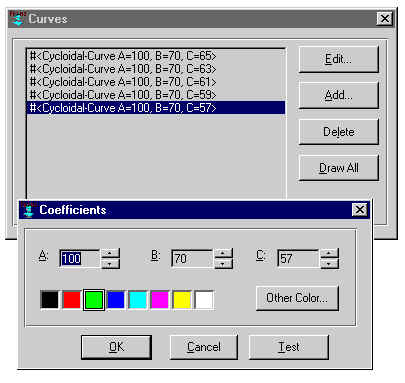 Curves
#<Cycloidal-Curve A=100, B=70, C=65>
#<Cycloidal-Curve A=100, B=70, C=63>
#<Cycloidal-Curve A=100, B=70, C=61>
#<Cycloidal-Curve A=100, B=70, C=59>
#<Cycloidal-Curve A=100, B=70, C=57>
Edit...
Add...
Delete
Draw All
Coefficients
A: 100 B: 70 C: 57
Other Color...
OK Cancel Test